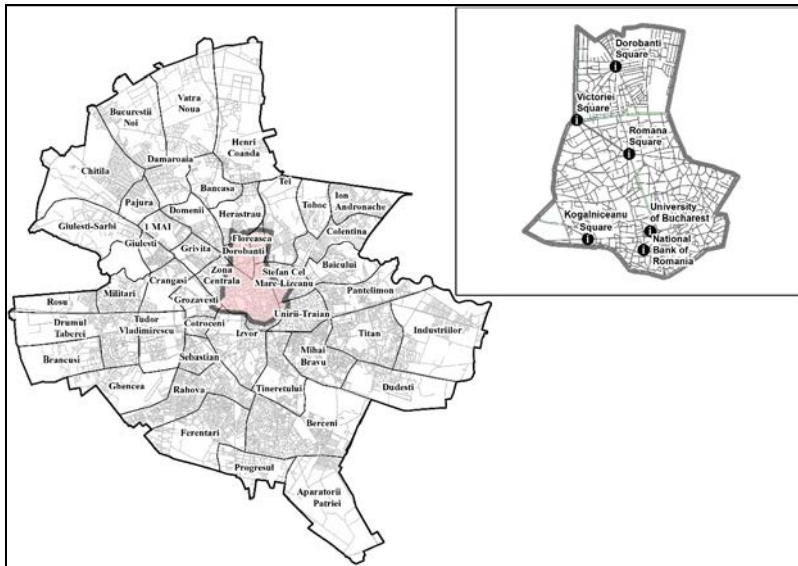 Vatra
Noua
Bucurestii
Noi
Henri
Coanda
Damaroaia
Chitila
Bancasa
Tei
Ion
Andronache
Pajura
Domenii
Toboc
Herastrau
Giulesti-Sarbi
1 MAI
Colentina
Floreasca
Giulesti
Grivita
Dorobanti
Baicului
Crangasi
Zona
Centrala
Stefan Cel
Mare-Lizeanu
Pantelimon
Rosu
Militari
Grozavesti
Unirii-Traian
Industriilor
Drumul
Taberei
Tudor
Vladimirescu
Cotroceni
Izvor
Titan
Brancusi
Sebastian
Mihai
Bravu
Ghencea
Rahova
Tineretului
Dudesti
Berceni
Ferentari
Progresul
Aparatorii
Patriei
Dorobanti
Square
Victoriei
Square
Romana
Square
Kogalniceanu
Square
University
of Bucharest
National
Bank of
Romania